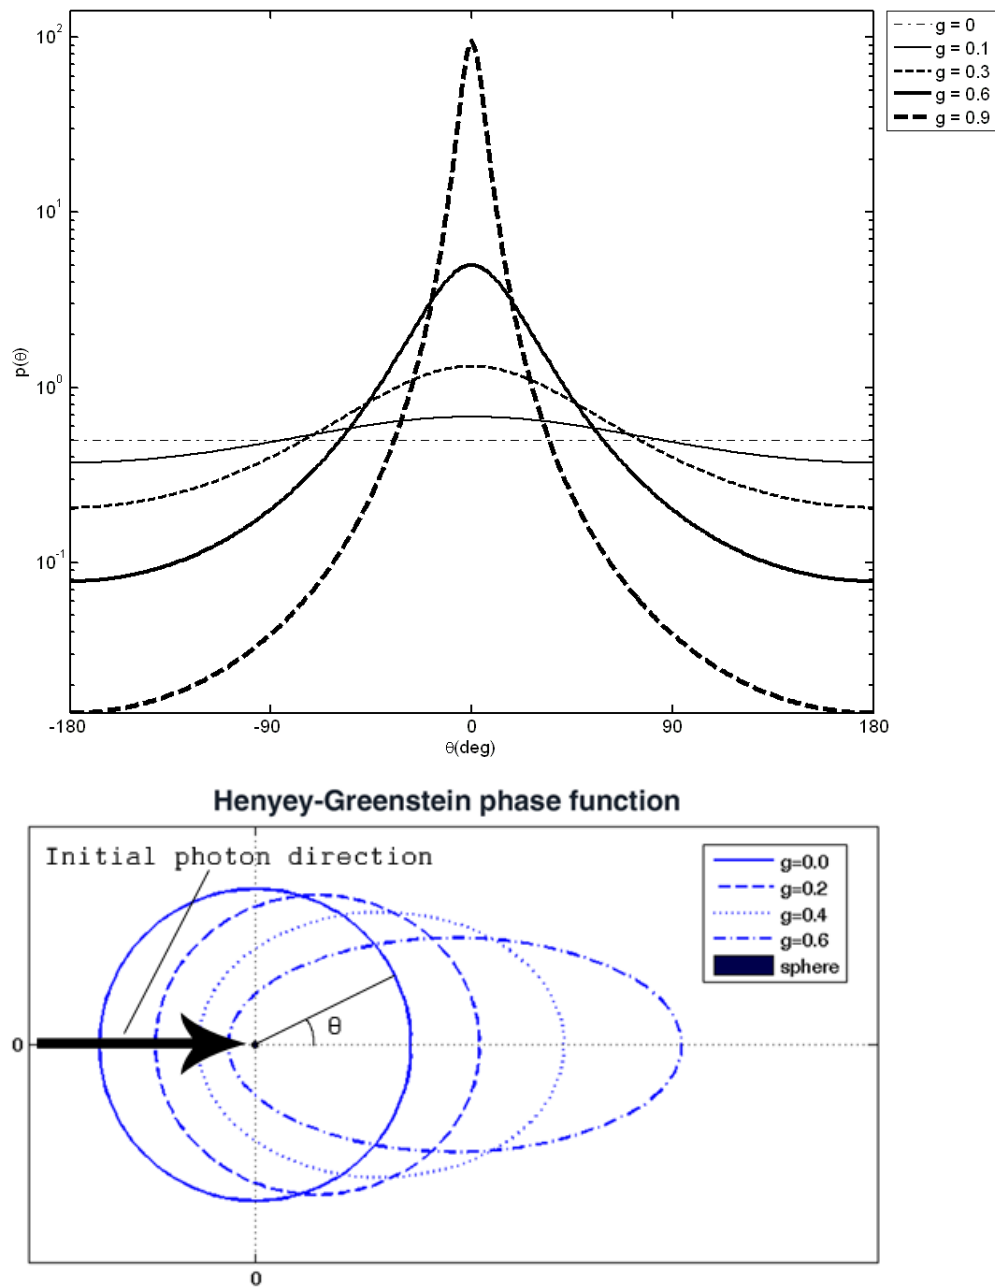 10²
10¹
10⁰
10⁻¹
p(θ)
-180
-90
0
90
180
θ(deg)
g = 0
g = 0.1
g = 0.3
g = 0.6
g = 0.9
Henyey-Greenstein phase function
Initial photon direction
θ
0
0
g=0.0
g=0.2
g=0.4
g=0.6
sphere